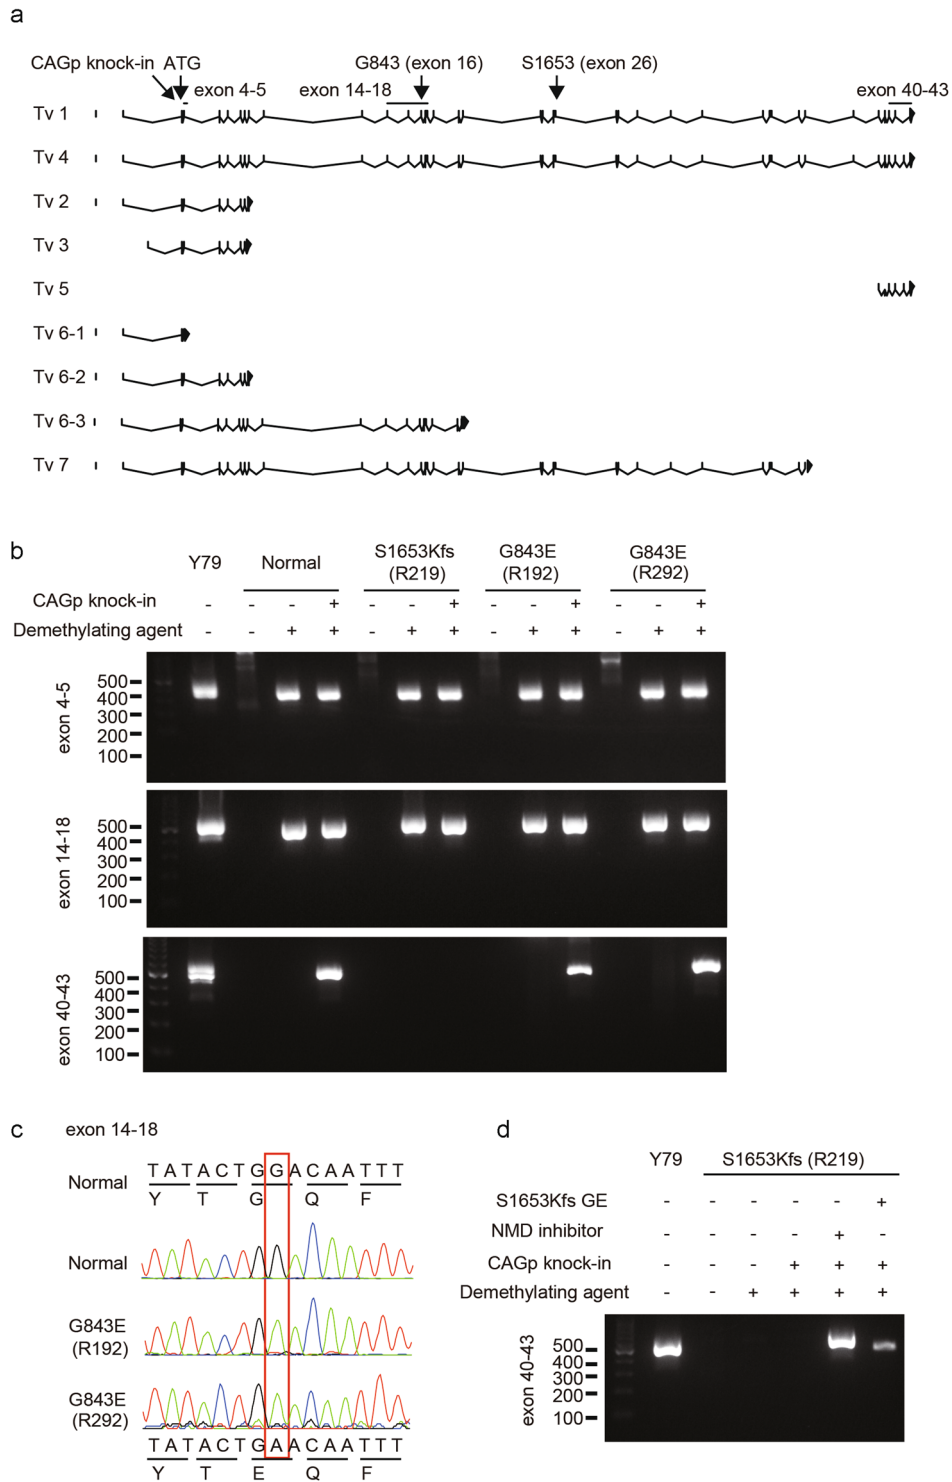 a
CAGp knock-in ATG G843 (exon 16) S1653 (exon 26)
exon 4-5 exon 14-18 exon 40-43
Tv 1
Tv 4
Tv 2
Tv 3
Tv 5
Tv 6-1
Tv 6-2
Tv 6-3
Tv 7
b
Y79 Normal S1653Kfs (R219) G843E (R192) G843E (R292)
CAGp knock-in - - - + - - + - - + - - +
Demethylating agent - - + + - + + - + + - + +
exon 4-5
500
400
300
200
100
exon 14-18
500
400
300
200
100
exon 40-43
500
400
300
200
100
c exon 14-18
Normal
T A T A C T G G A C A A T T T
Y T G Q F
Normal
G843E
(R192)
G843E
(R292)
T A T A C T G A A C A A T T T
Y T E Q F
d
Y79 S1653Kfs (R219)
S1653Kfs GE - - - - - +
NMD inhibitor - - - - + -
CAGp knock-in - - - + + +
Demethylating agent - - + + + +
exon 40-43
500
400
300
200
100